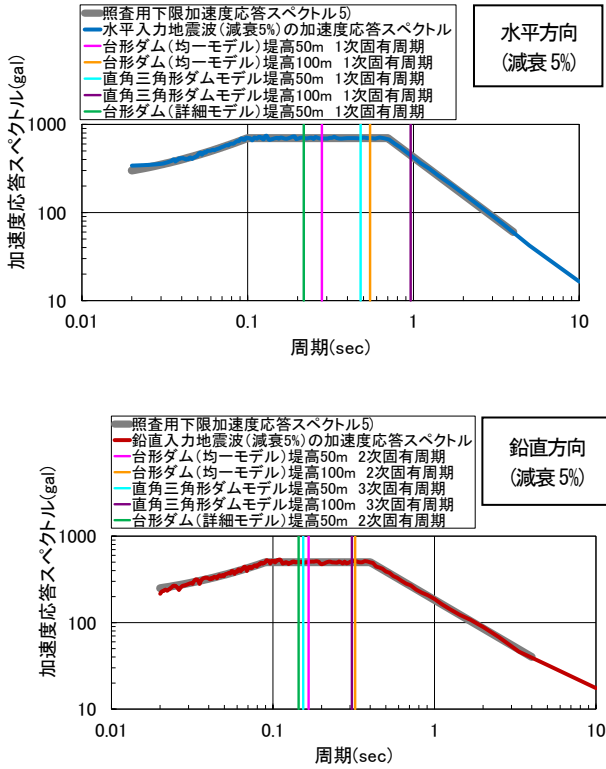 照査用下限加速度応答スペクトル5)
水平入力地震波(減衰5%)の加速度応答スペクトル
台形ダム(均一モデル)堤高50m 1次固有周期
台形ダム(均一モデル)堤高100m 1次固有周期
直角三角形ダムモデル堤高50m 1次固有周期
直角三角形ダムモデル堤高100m 1次固有周期
台形ダム(詳細モデル)堤高50m 1次固有周期
水平方向
(減衰5%)
加速度応答スペクトル(gal)
1000
100
10
0.01
0.1
1
10
周期(sec)
照査用下限加速度応答スペクトル5)
鉛直入力地震波(減衰5%)の加速度応答スペクトル
台形ダム(均一モデル)堤高50m 2次固有周期
台形ダム(均一モデル)堤高100m 2次固有周期
直角三角形ダムモデル堤高50m 3次固有周期
直角三角形ダムモデル堤高100m 3次固有周期
台形ダム(詳細モデル)堤高50m 2次固有周期
鉛直方向
(減衰5%)
加速度応答スペクトル(gal)
1000
100
10
0.01
0.1
1
10
周期(sec)